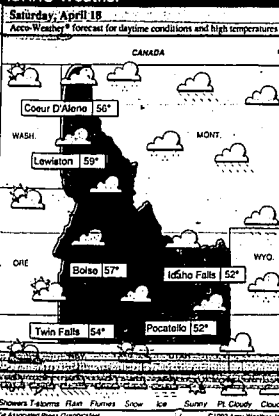 Saturday, April 18
Accu-Weather® forecast for daytime conditions and high temperatures
CANADA
Coeur D'Alene 56°
WASH.
MONT.
Lewiston 59°
WYO.
ORE
Boise 57°
Idaho Falls 52°
Twin Falls 54°
Pocatello 52°
NEV.
UTAH
Showers T-storms Rain Flurries Snow Ice Sunny Pt. Cloudy